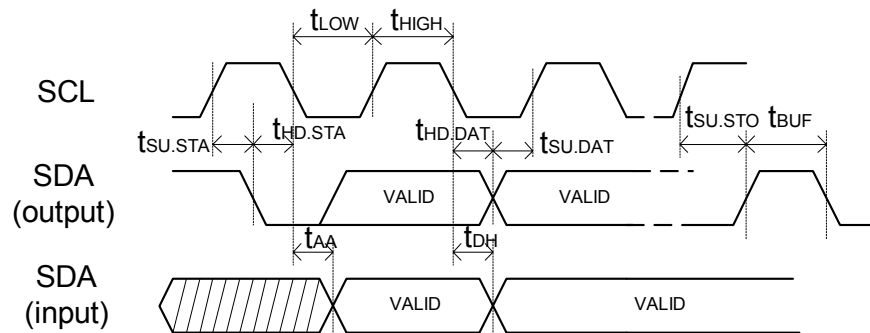 tLOW tHIGH
SCL
tSU.STA tHD.STA tHD.DAT tSU.DAT tSU.STO tBUF
SDA
(output)
VALID VALID
tAA tDH
SDA
(input)
VALID VALID